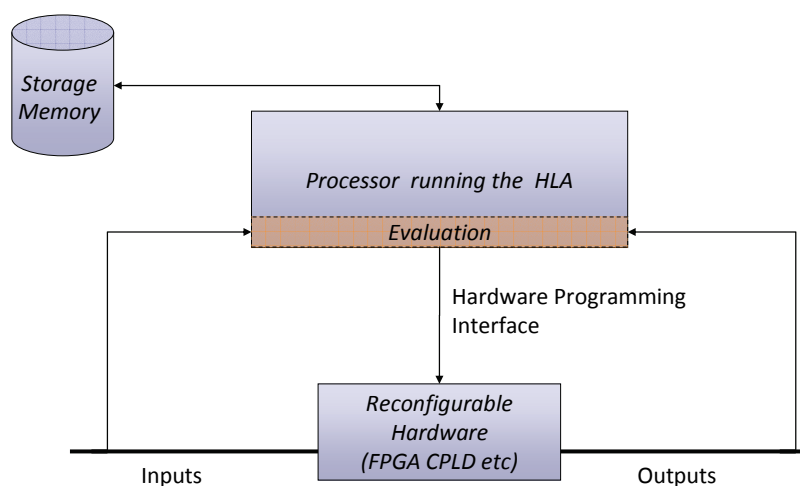 Storage
Memory
Processor running the HLA
Evaluation
Hardware Programming
Interface
Reconfigurable
Hardware
(FPGA CPLD etc)
Inputs
Outputs